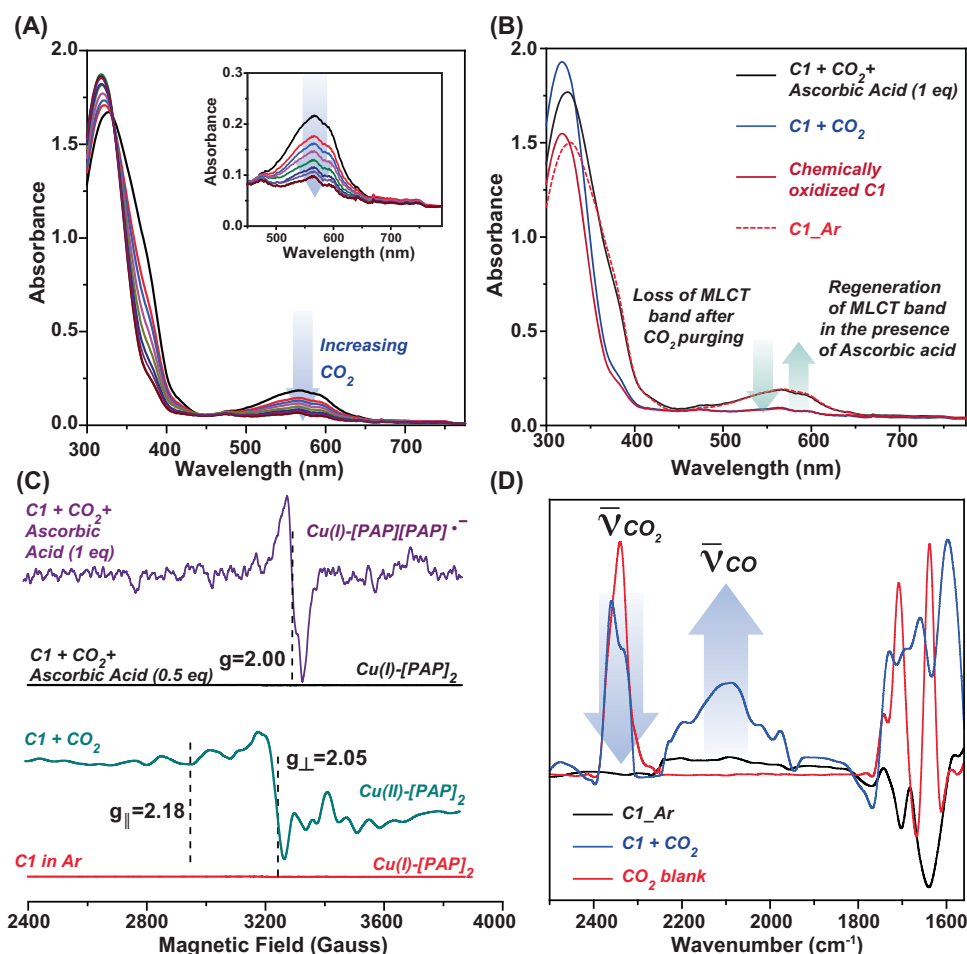 (A)
2.0
1.5
1.0
0.5
0.0
300
400
500
600
700
Absorbance
Wavelength (nm)
0.3
0.2
0.1
0.0
500
600
700
Absorbance
Wavelength (nm)
Increasing
CO2
(B)
2.0
1.5
1.0
0.5
0.0
300
400
500
600
700
Absorbance
Wavelength (nm)
C1 + CO2+
Ascorbic Acid (1 eq)
C1 + CO2
Chemically
oxidized C1
C1_Ar
Loss of MLCT
band after
CO2 purging
Regeneration
of MLCT band
in the presence
of Ascorbic acid
(C)
C1 + CO2+
Ascorbic
Acid (1 eq)
Cu(I)-[PAP][PAP]•−
C1 + CO2+
Ascorbic Acid (0.5 eq)
g=2.00
Cu(I)-[PAP]2
C1 + CO2
g⊥=2.05
g||=2.18
Cu(II)-[PAP]2
C1 in Ar
Cu(I)-[PAP]2
2400
2800
3200
3600
4000
Magnetic Field (Gauss)
(D)
ν̅CO2
ν̅CO
C1_Ar
C1 + CO2
CO2 blank
2400
2200
2000
1800
1600
Wavenumber (cm-1)